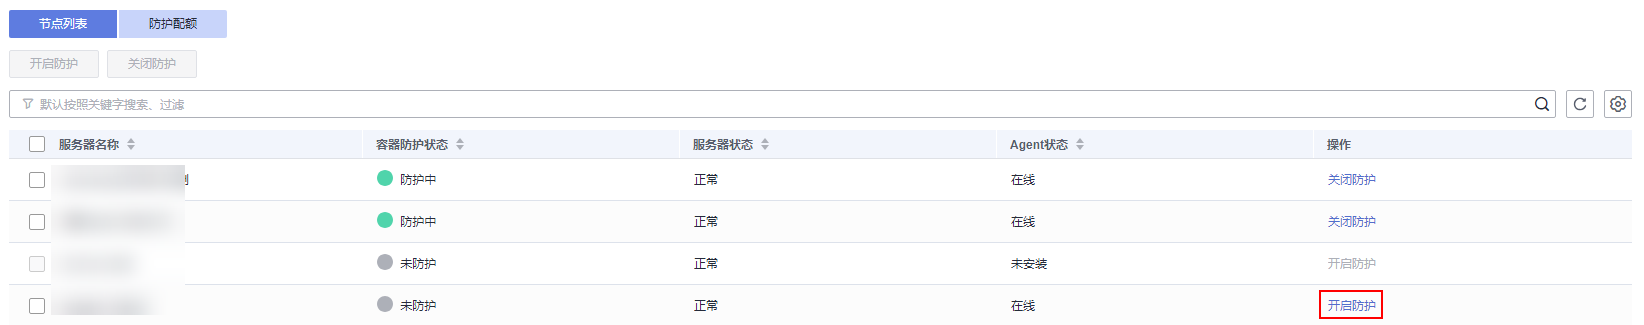 节点列表 防护配额
开启防护 关闭防护
默认按照关键字搜索、过滤
服务器名称 容器防护状态 服务器状态 Agent状态 操作
防护中 正常 在线 关闭防护
防护中 正常 在线 关闭防护
未防护 正常 未安装 开启防护
未防护 正常 在线 开启防护